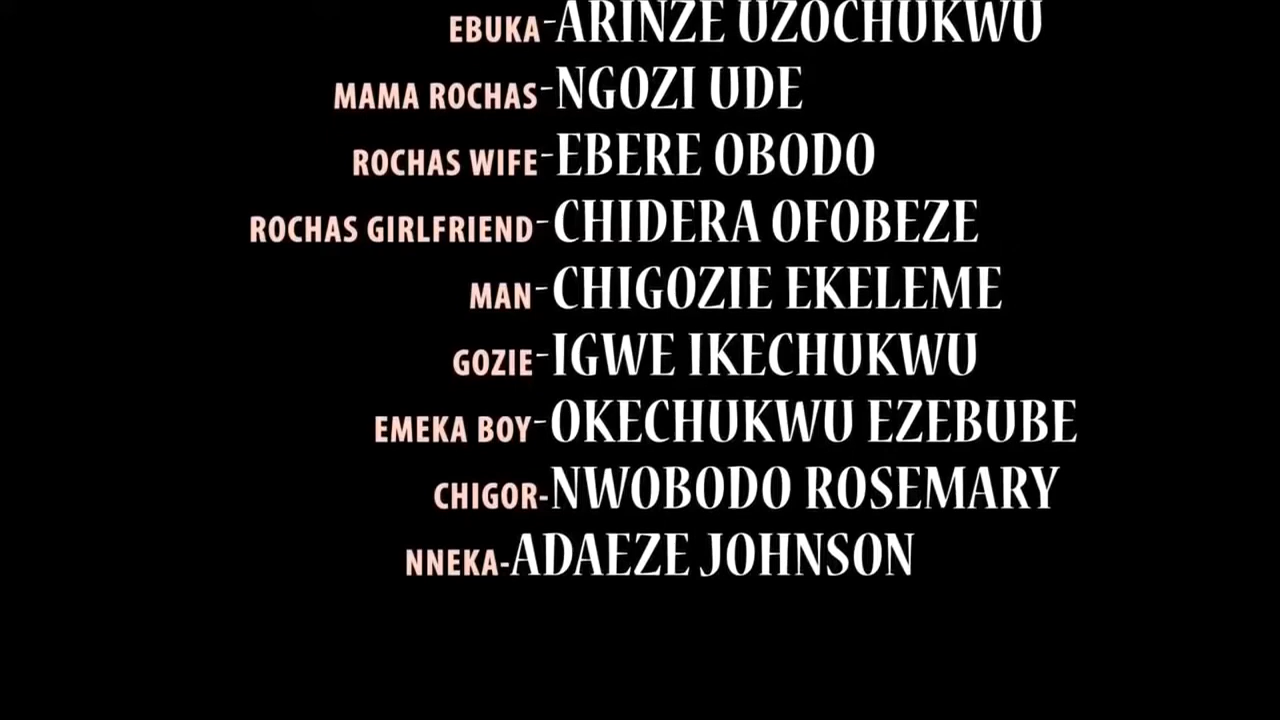 EBUKA-ARINZE UZOCHUKWU
MAMA ROCHAS-NGOZI UDE
ROCHAS WIFE-EBERE OBODO
ROCHAS GIRLFRIEND-CHIDERA OFOBEZE
MAN-CHIGOZIE EKELEME
GOZIE-IGWE IKECHUKWU
EMEKA BOY-OKECHUKWU EZEBUBE
CHIGOR-NWOBODO ROSEMARY
NNEKA-ADAEZE JOHNSON